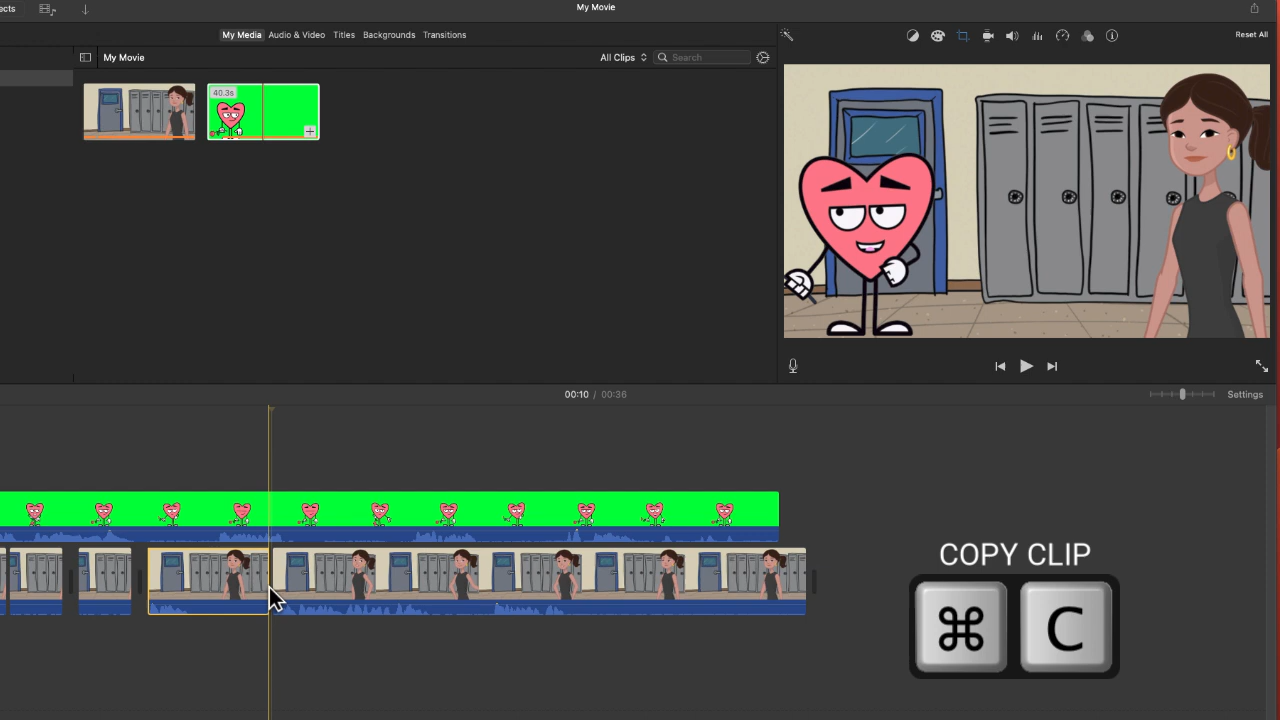 ects
My Movie
My Media Audio & Video Titles Backgrounds Transitions
Reset All
My Movie
All Clips
Search
40.3s
00:10 / 00:36
Settings
COPY CLIP
⌘ C